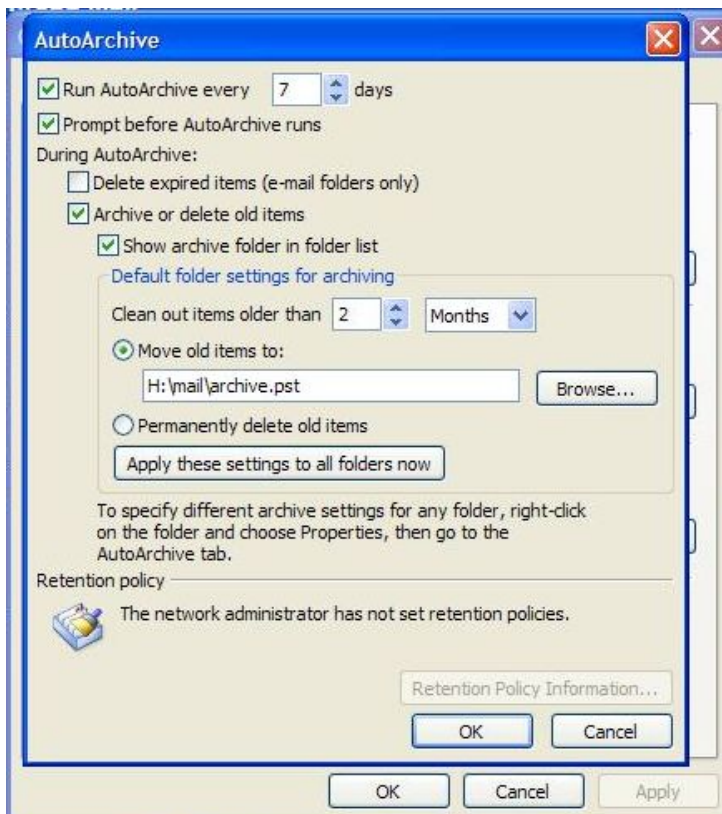 AutoArchive
Run AutoArchive every 7 days
Prompt before AutoArchive runs
During AutoArchive:
Delete expired items (e-mail folders only)
Archive or delete old items
Show archive folder in folder list
Default folder settings for archiving
Clean out items older than 2 Months
Move old items to:
H:\mail\archive.pst Browse...
Permanently delete old items
Apply these settings to all folders now
To specify different archive settings for any folder, right-click
on the folder and choose Properties, then go to the
AutoArchive tab.
Retention policy
The network administrator has not set retention policies.
Retention Policy Information...
OK Cancel
OK Cancel Apply